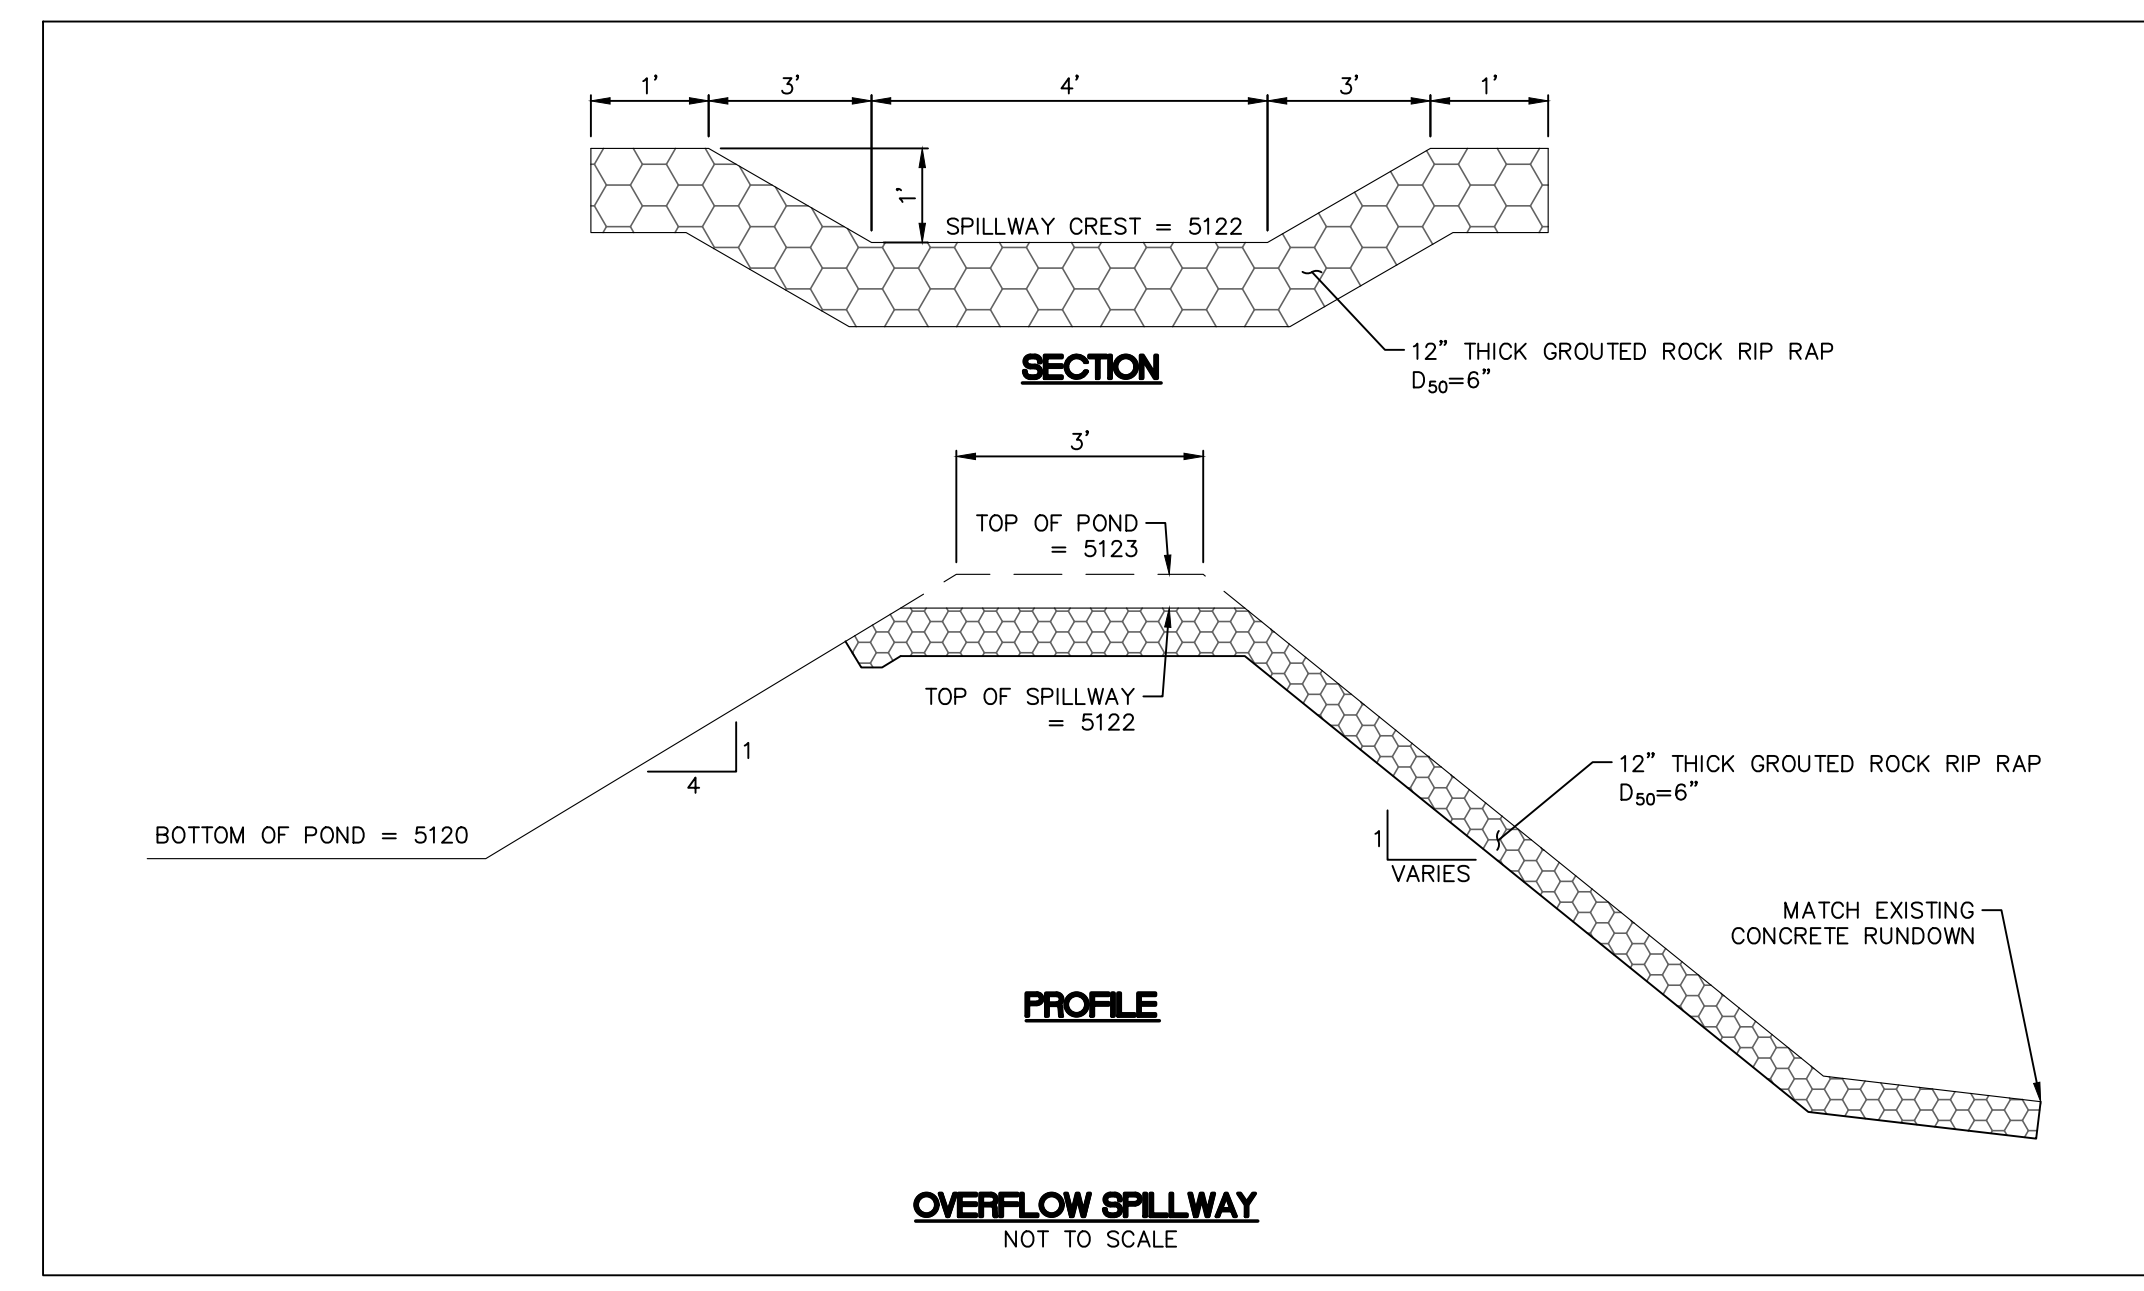 1' 3' 4' 3' 1'
1'
SPILLWAY CREST = 5122
12" THICK GROUTED ROCK RIP RAP
D50=6"
SECTION
3'
TOP OF POND
= 5123
TOP OF SPILLWAY
= 5122
1
4
BOTTOM OF POND = 5120
12" THICK GROUTED ROCK RIP RAP
D50=6"
1
VARIES
MATCH EXISTING
CONCRETE RUNDOWN
PROFILE
OVERFLOW SPILLWAY
NOT TO SCALE